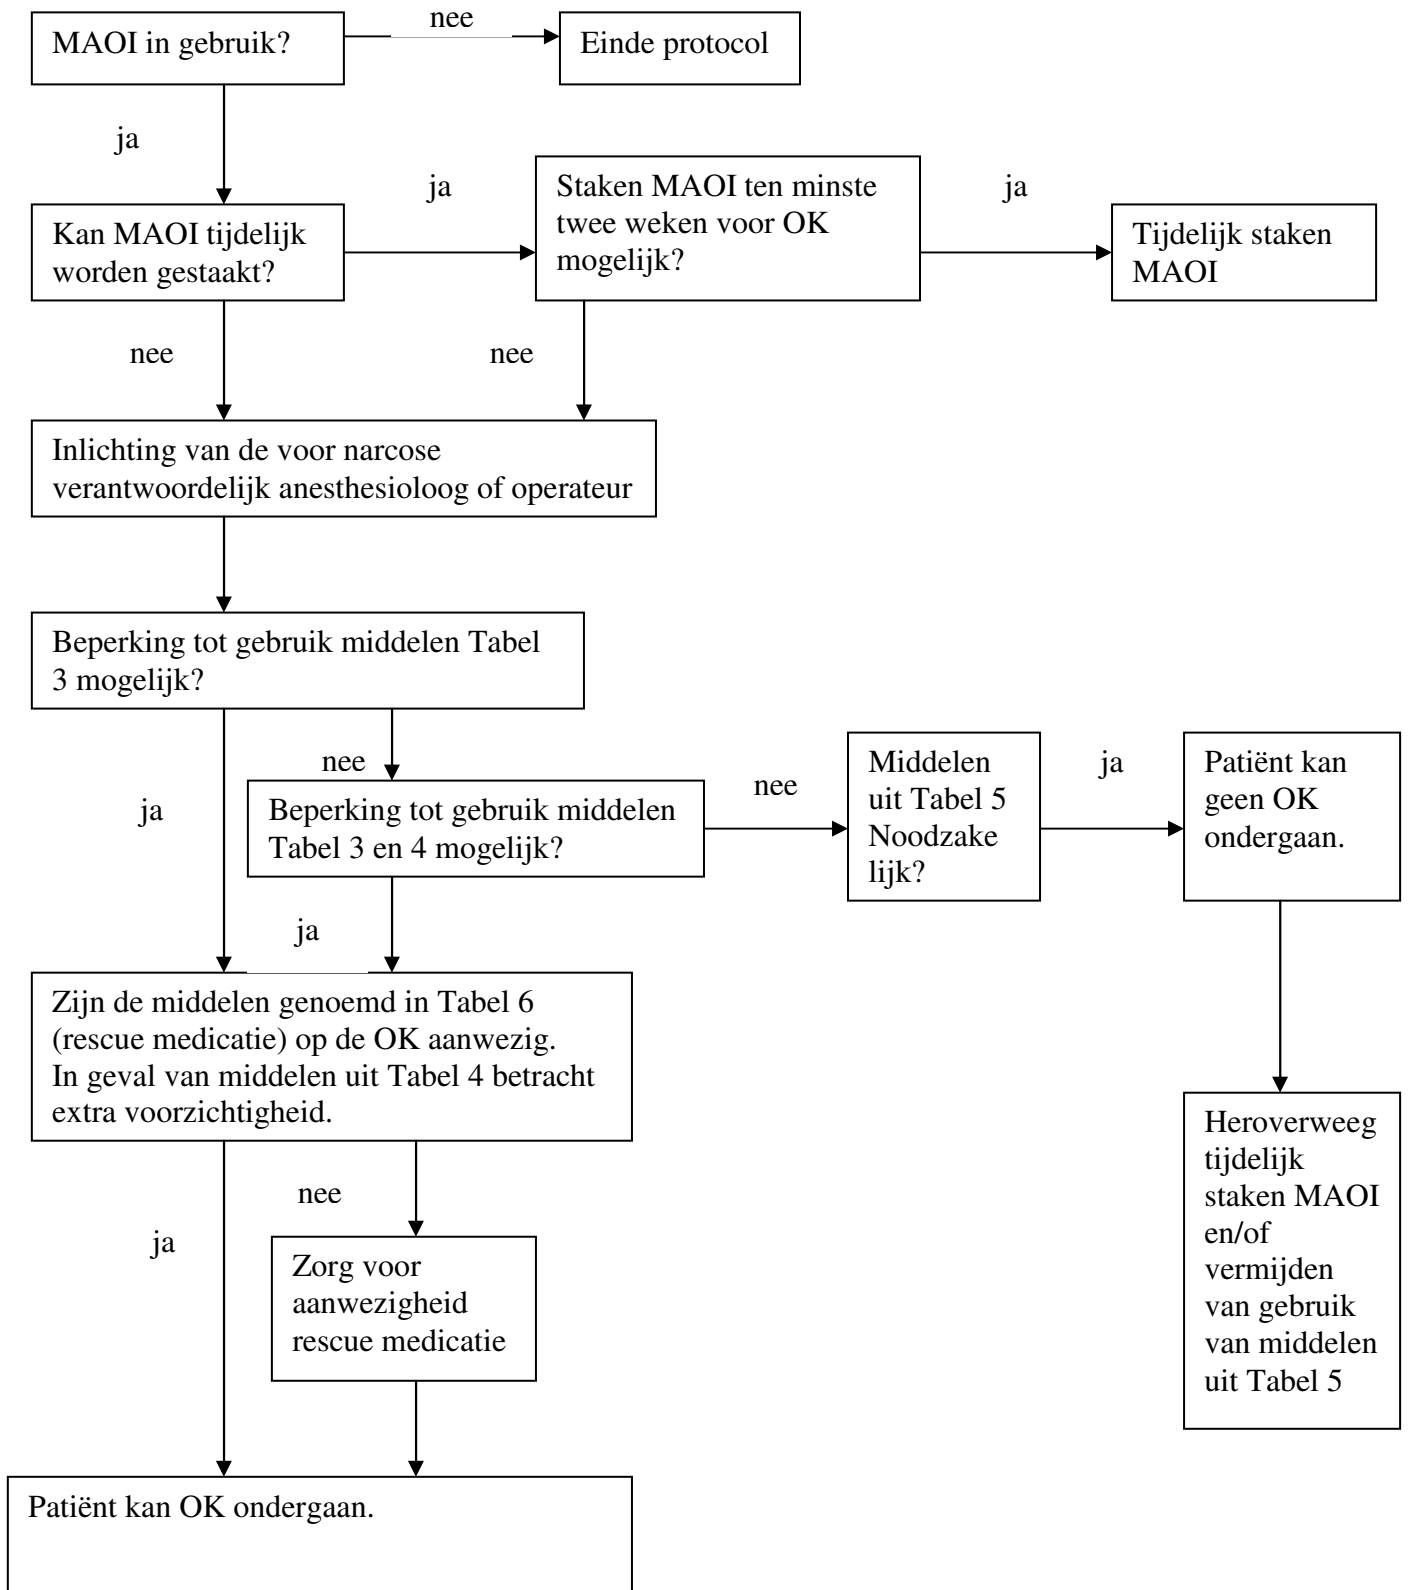 nee
MAOI in gebruik?
Einde protocol
ja
ja
Staken MAOI ten minste
twee weken voor OK
mogelijk?
ja
Kan MAOI tijdelijk
worden gestaakt?
Tijdelijk staken
MAOI
nee
nee
Inlichting van de voor narcose
verantwoordelijk anesthesioloog of operateur
Beperking tot gebruik middelen Tabel
3 mogelijk?
nee
ja
Beperking tot gebruik middelen
Tabel 3 en 4 mogelijk?
nee
Middelen
uit Tabel 5
Noodzake
lijk?
ja
Patiënt kan
geen OK
ondergaan.
ja
Zijn de middelen genoemd in Tabel 6
(rescue medicatie) op de OK aanwezig.
In geval van middelen uit Tabel 4 betracht
extra voorzichtigheid.
Heroverweeg
tijdelijk
staken MAOI
en/of
vermijden
van gebruik
van middelen
uit Tabel 5
nee
ja
Zorg voor
aanwezigheid
rescue medicatie
Patiënt kan OK ondergaan.